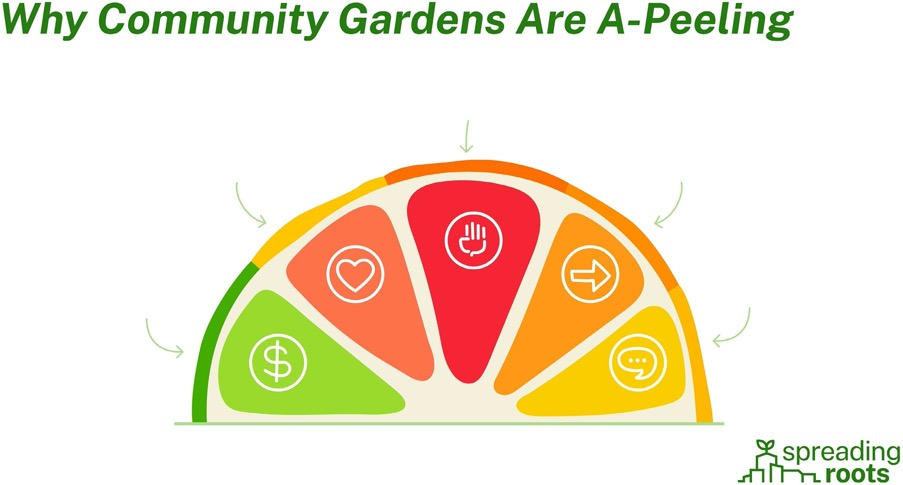 Why Community Gardens Are A-Peeling
$
spreading
roots